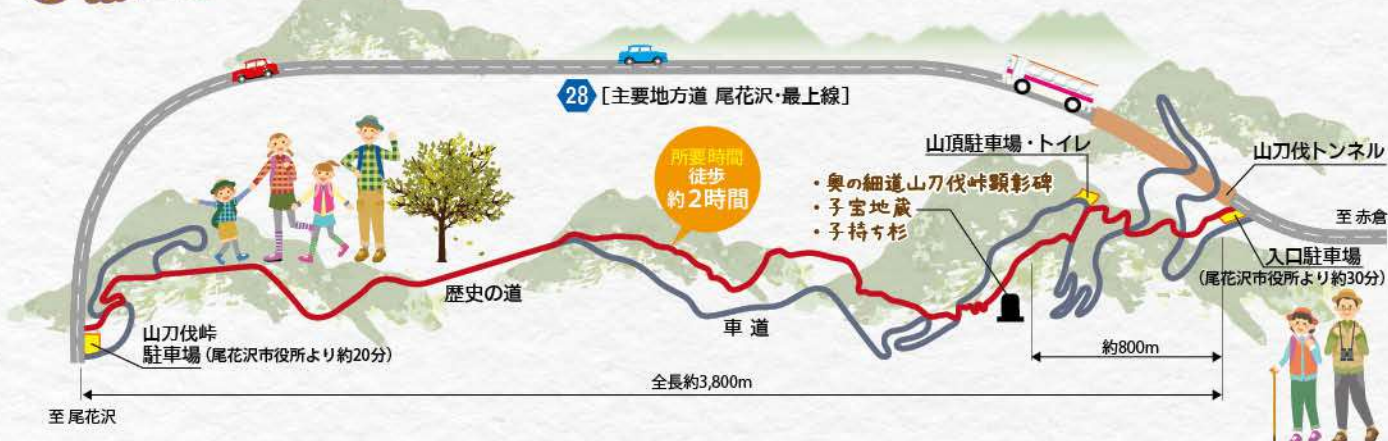 28 [主要地方道 尾花沢・最上線]
所要時間
徒歩
約2時間
山頂駐車場・トイレ
山刀伐トンネル
・奥の細道山刀伐峠顕彰碑
・子宝地蔵
・子持ち杉
至 赤倉
入口駐車場
(尾花沢市役所より約30分)
歴史の道
車 道
山刀伐峠
駐車場 (尾花沢市役所より約20分)
約800m
全長約3,800m
至 尾花沢